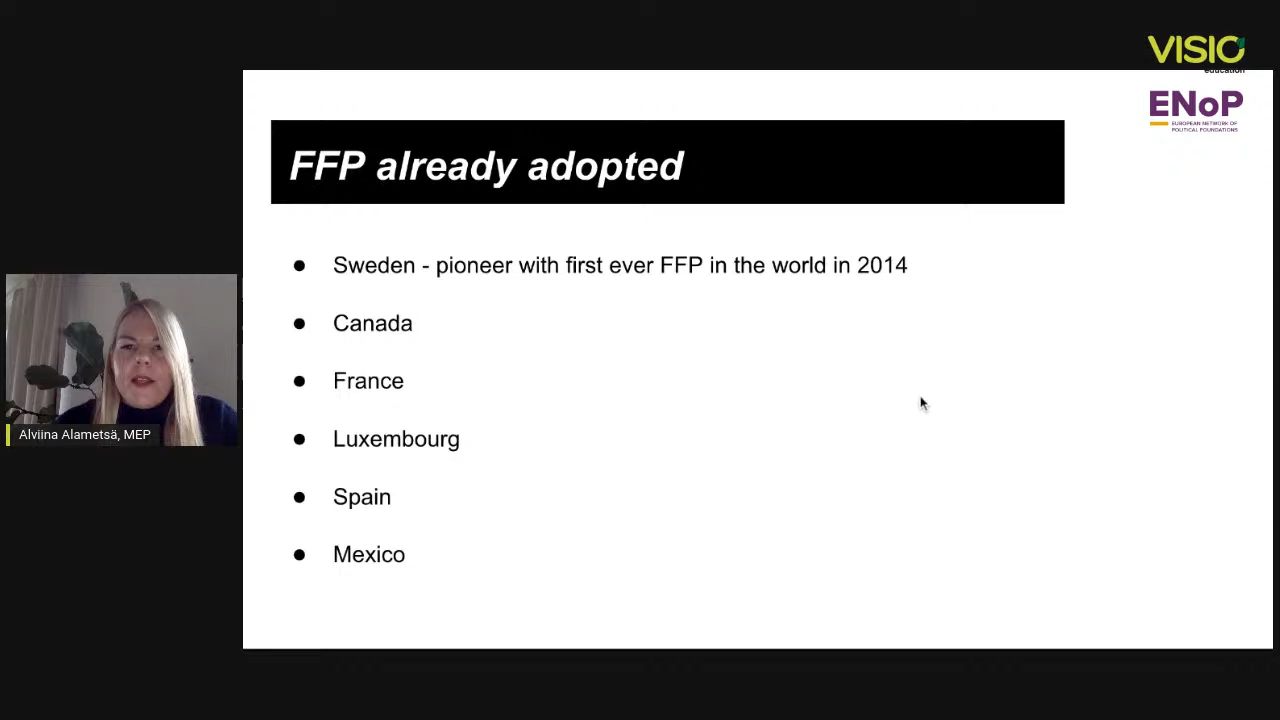 VISIO
education
ENoP
EUROPEAN NETWORK OF
POLITICAL FOUNDATIONS
FFP already adopted
● Sweden - pioneer with first ever FFP in the world in 2014
● Canada
● France
● Luxembourg
● Spain
● Mexico
Alviina Alametsä, MEP